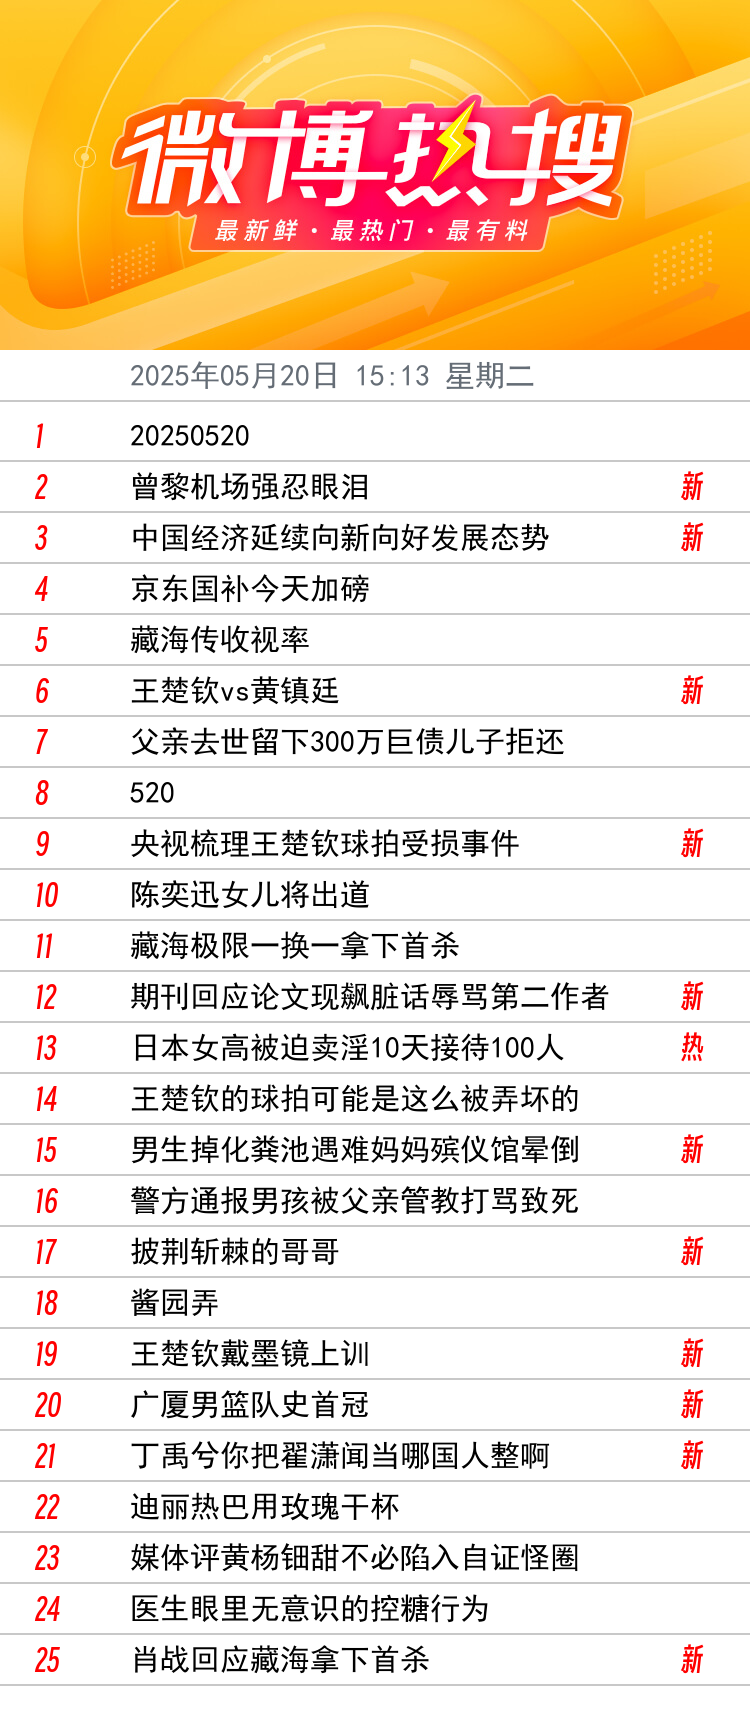 微博热搜
最新鲜·最热门·最有料
2025年05月20日 15:13 星期二
1 20250520
2 曾黎机场强忍眼泪 新
3 中国经济延续向新向好发展态势 新
4 京东国补今天加磅
5 藏海传收视率
6 王楚钦vs黄镇廷 新
7 父亲去世留下300万巨债儿子拒还
8 520
9 央视梳理王楚钦球拍受损事件 新
10 陈奕迅女儿将出道
11 藏海极限一换一拿下首杀
12 期刊回应论文现飙脏话辱骂第二作者 新
13 日本女高被迫卖淫10天接待100人 热
14 王楚钦的球拍可能是这么被弄坏的
15 男生掉化粪池遇难妈妈殡仪馆晕倒 新
16 警方通报男孩被父亲管教打骂致死
17 披荆斩棘的哥哥 新
18 酱园弄
19 王楚钦戴墨镜上训 新
20 广厦男篮队史首冠 新
21 丁禹兮你把翟潇闻当哪国人整啊 新
22 迪丽热巴用玫瑰干杯
23 媒体评黄杨钿甜不必陷入自证怪圈
24 医生眼里无意识的控糖行为
25 肖战回应藏海拿下首杀 新